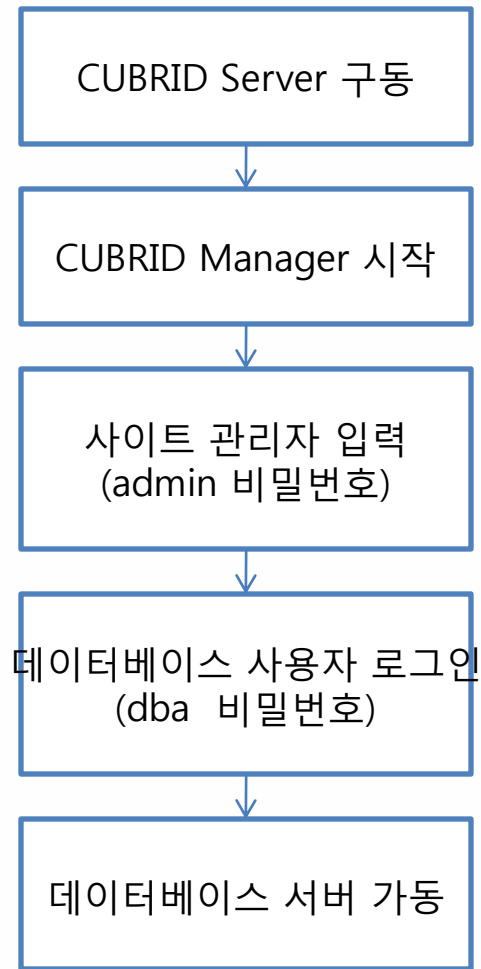 CUBRID Server 구동
CUBRID Manager 시작
사이트 관리자 입력
(admin 비밀번호)
데이터베이스 사용자 로그인
(dba 비밀번호)
데이터베이스 서버 가동